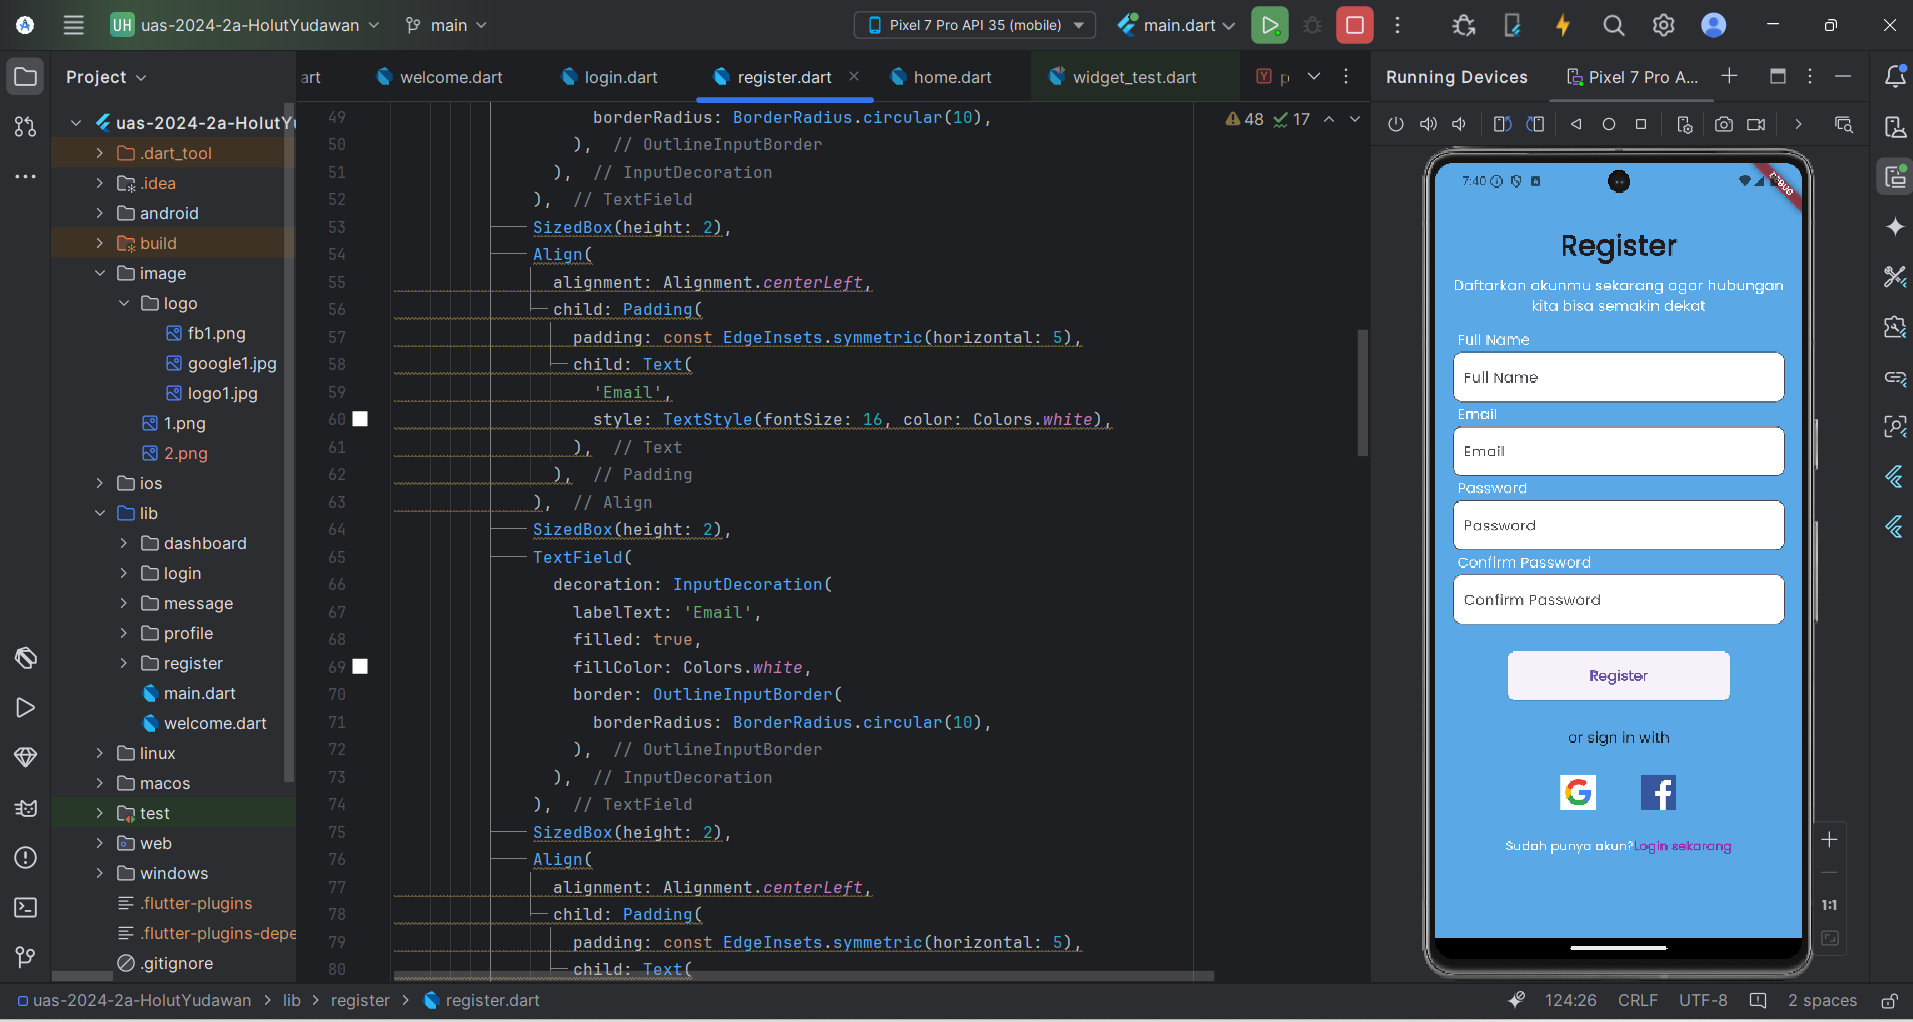 UH uas-2024-2a-HolutYudawan main Pixel 7 Pro API 35 (mobile) main.dart
Project art welcome.dart login.dart register.dart home.dart widget_test.dart p Running Devices Pixel 7 Pro A...
uas-2024-2a-HolutYu
.dart_tool
.idea
android
build
image
logo
fb1.png
google1.jpg
logo1.jpg
1.png
2.png
ios
lib
dashboard
login
message
profile
register
main.dart
welcome.dart
linux
macos
test
web
windows
.flutter-plugins
.flutter-plugins-depe
.gitignore
48 17
49 borderRadius: BorderRadius.circular(10),
50 ), // OutlineInputBorder
51 ), // InputDecoration
52 ), // TextField
53 SizedBox(height: 2),
54 Align(
55 alignment: Alignment.centerLeft,
56 child: Padding(
57 padding: const EdgeInsets.symmetric(horizontal: 5),
58 child: Text(
59 'Email',
60 style: TextStyle(fontSize: 16, color: Colors.white),
61 ), // Text
62 ), // Padding
63 ), // Align
64 SizedBox(height: 2),
65 TextField(
66 decoration: InputDecoration(
67 labelText: 'Email',
68 filled: true,
69 fillColor: Colors.white,
70 border: OutlineInputBorder(
71 borderRadius: BorderRadius.circular(10),
72 ), // OutlineInputBorder
73 ), // InputDecoration
74 ), // TextField
75 SizedBox(height: 2),
76 Align(
77 alignment: Alignment.centerLeft,
78 child: Padding(
79 padding: const EdgeInsets.symmetric(horizontal: 5),
80 child: Text(
7:40
DEBUG
Register
Daftarkan akunmu sekarang agar hubungan
kita bisa semakin dekat
Full Name
Full Name
Email
Email
Password
Password
Confirm Password
Confirm Password
Register
or sign in with
Sudah punya akun?Login sekarang
1:1
uas-2024-2a-HolutYudawan > lib > register > register.dart 124:26 CRLF UTF-8 2 spaces